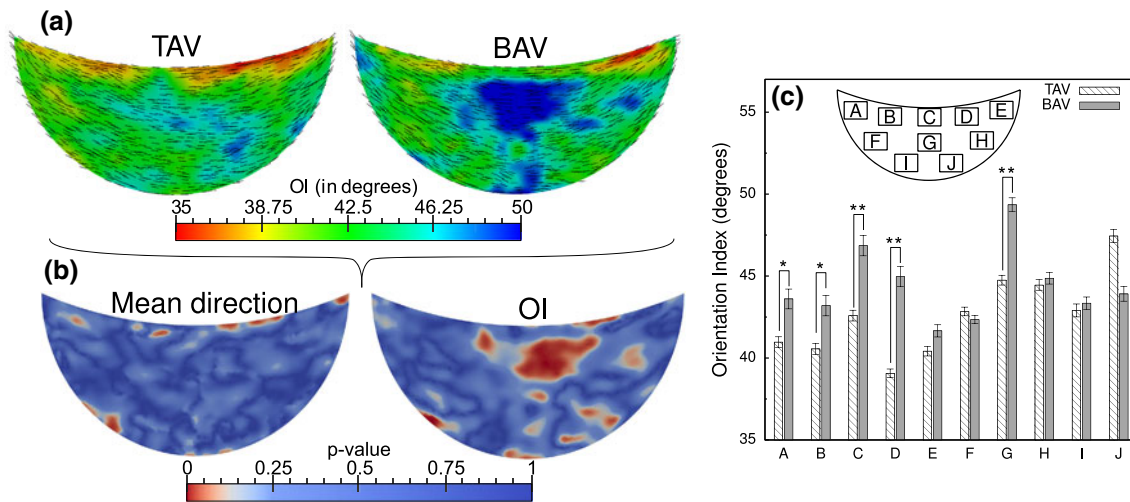 (a)
TAV
BAV
OI (in degrees)
35 38.75 42.5 46.25 50
(b)
Mean direction
OI
p-value
0 0.25 0.5 0.75 1
(c)
TAV
BAV
A B C D E
F G H
I J
Orientation Index (degrees)
55
50
45
40
35
* * ** ** **
A B C D E F G H I J